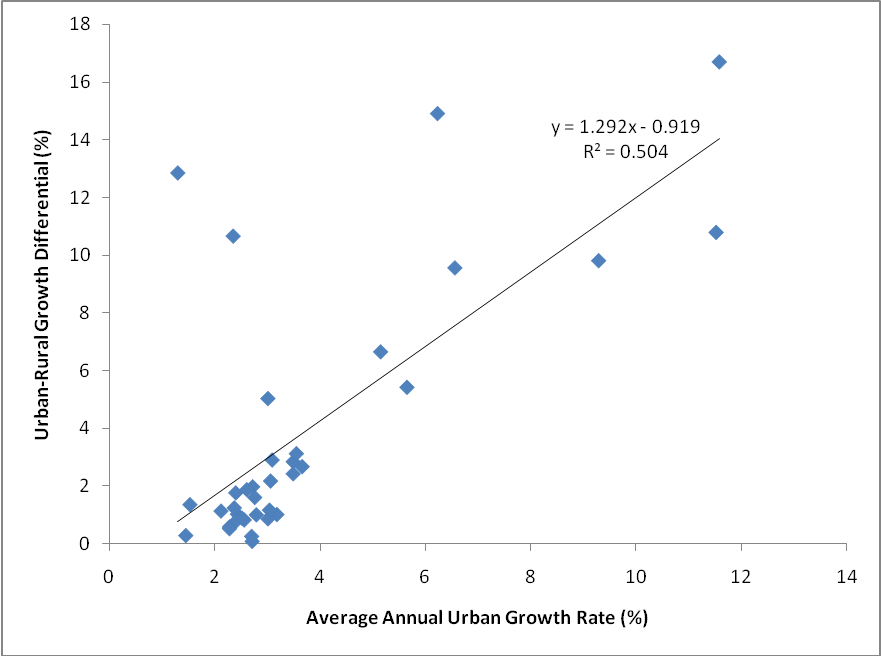 18
16
y = 1.292x - 0.919
14
R² = 0.504
12
10
8
6
4
2
0
Urban-Rural Growth Differential (%)
0 2 4 6 8 10 12 14
Average Annual Urban Growth Rate (%)